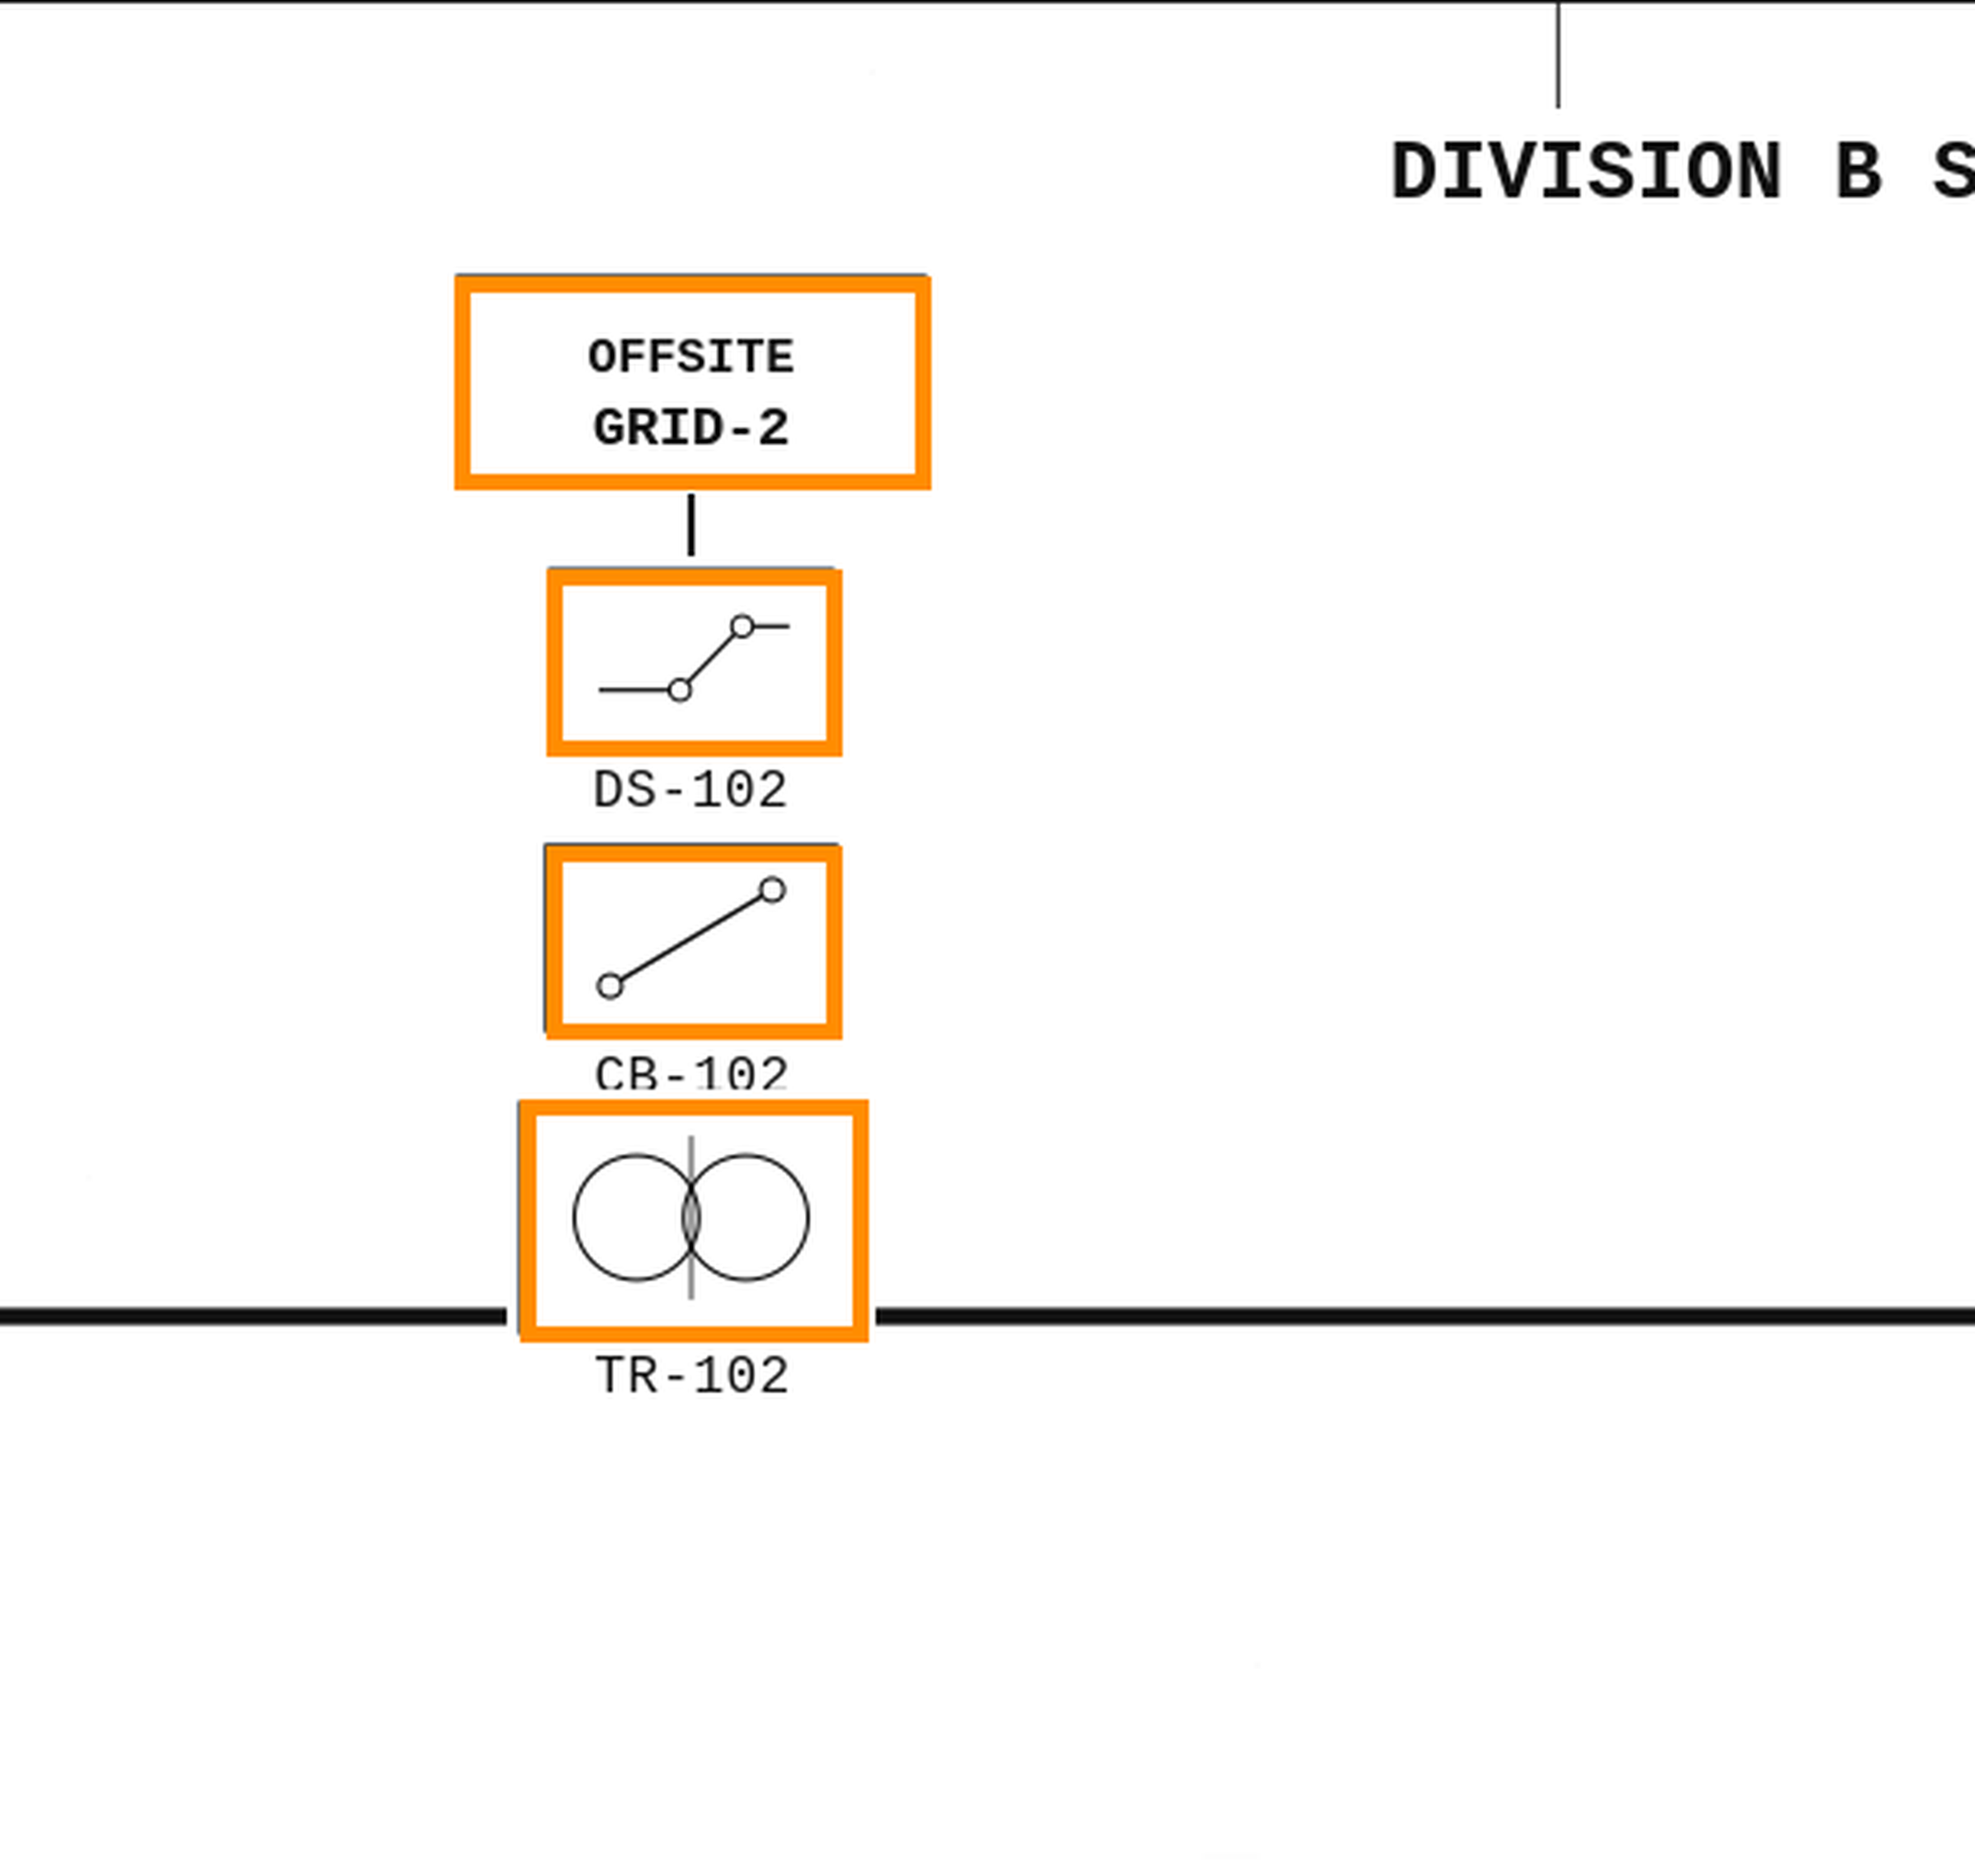 DIVISION B S
OFFSITE
GRID-2
DS-102
CB-102
TR-102